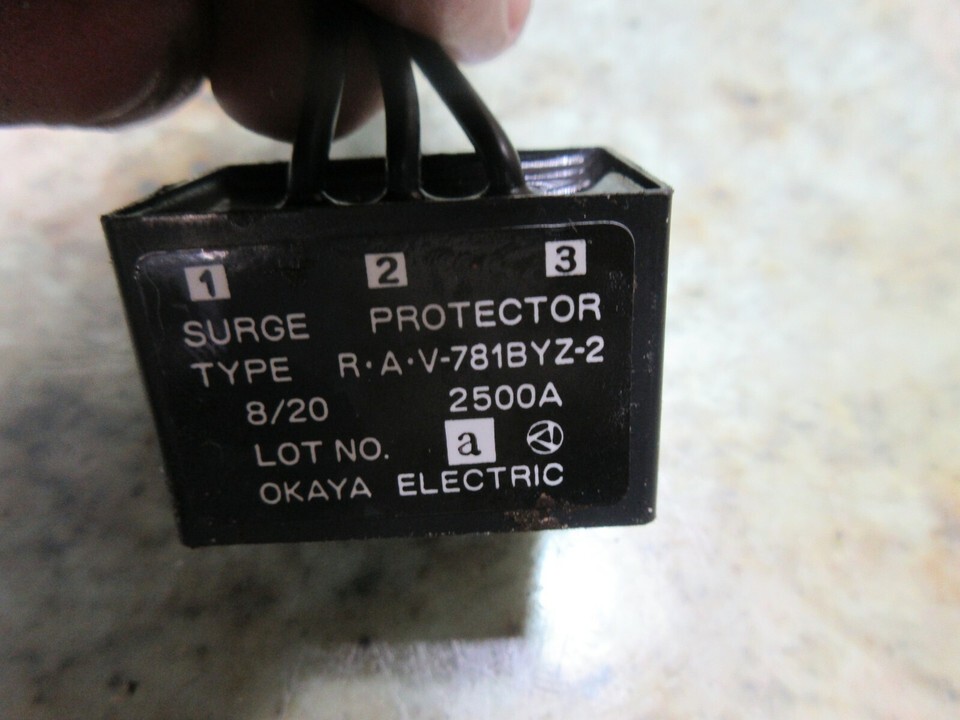 1 2 3
SURGE PROTECTOR
TYPE R·A·V-781BYZ-2
8/20 2500A
LOT NO. a
OKAYA ELECTRIC